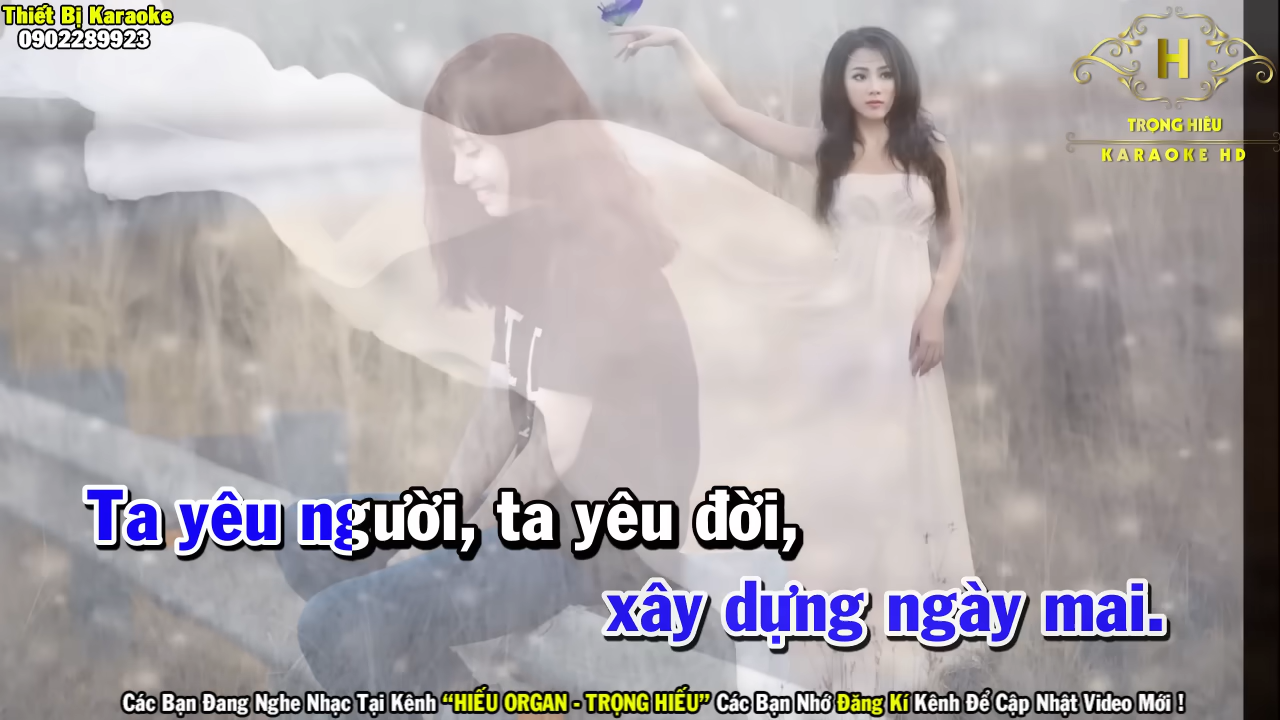 Thiết Bị Karaoke
0902289923
H
TRỌNG HIẾU
KARAOKE HD
Ta yêu người, ta yêu đời,
xây dựng ngày mai.
Các Bạn Đang Nghe Nhạc Tại Kênh “HIẾU ORGAN - TRỌNG HIẾU” Các Bạn Nhớ Đăng Kí Kênh Để Cập Nhật Video Mới !